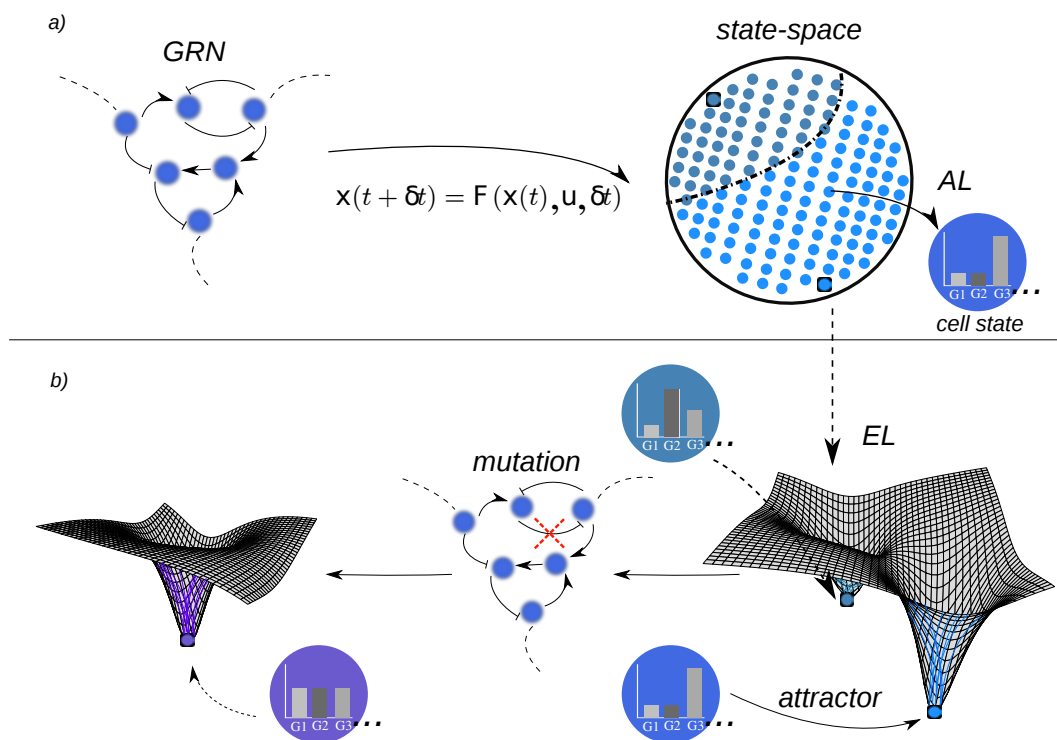 a)
GRN
state-space
x(t + δt) = F (x(t), u, δt)
AL
G1 G2 G3 ...
cell state
b)
G1 G2 G3 ...
EL
mutation
G1 G2 G3 ...
G1 G2 G3 ...
attractor